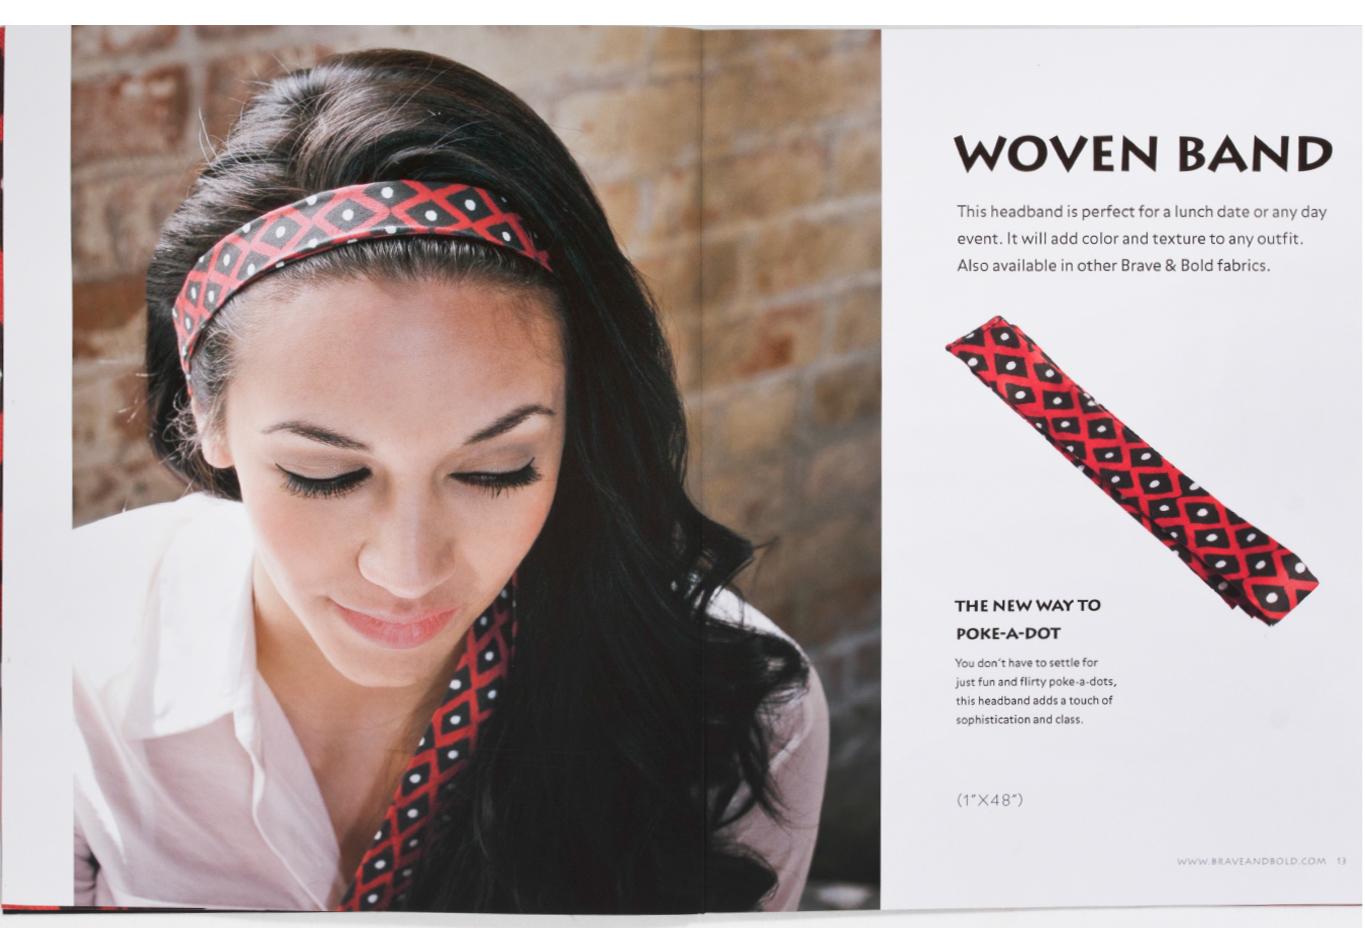 WOVEN BAND
This headband is perfect for a lunch date or any day
event. It will add color and texture to any outfit.
Also available in other Brave & Bold fabrics.
THE NEW WAY TO
POKE-A-DOT
You don't have to settle for
just fun and flirty poke-a-dots,
this headband adds a touch of
sophistication and class.
(1"X48")
WWW.BRAVEANDBOLD.COM 13